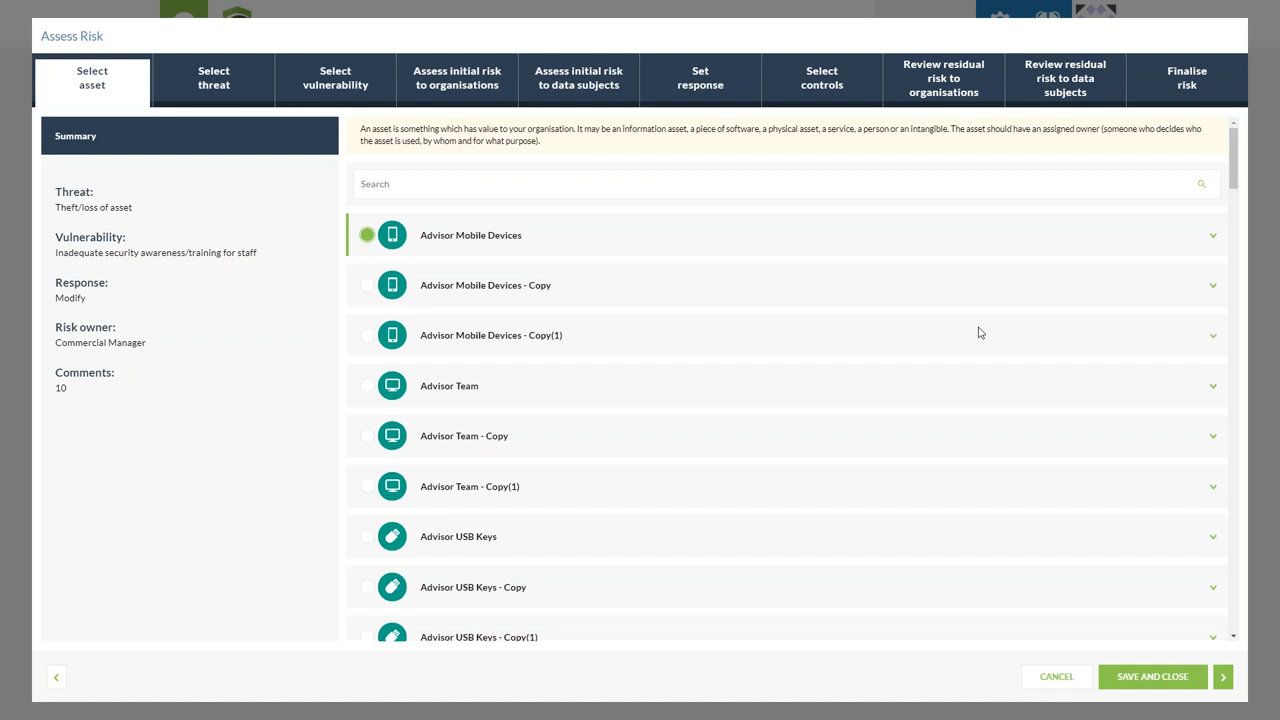 Assess Risk
Select
asset
Select
threat
Select
vulnerability
Assess initial risk
to organisations
Assess initial risk
to data subjects
Set
response
Select
controls
Review residual
risk to
organisations
Review residual
risk to data
subjects
Finalise
risk
Summary
Threat:
Theft/loss of asset
Vulnerability:
Inadequate security awareness/training for staff
Response:
Modify
Risk owner:
Commercial Manager
Comments:
10
An asset is something which has value to your organisation. It may be an information asset, a piece of software, a physical asset, a service, a person or an intangible. The asset should have an assigned owner (someone who decides who
the asset is used, by whom and for what purpose).
Search
Advisor Mobile Devices
Advisor Mobile Devices - Copy
Advisor Mobile Devices - Copy(1)
Advisor Team
Advisor Team - Copy
Advisor Team - Copy(1)
Advisor USB Keys
Advisor USB Keys - Copy
Advisor USB Keys - Copy(1)
CANCEL
SAVE AND CLOSE